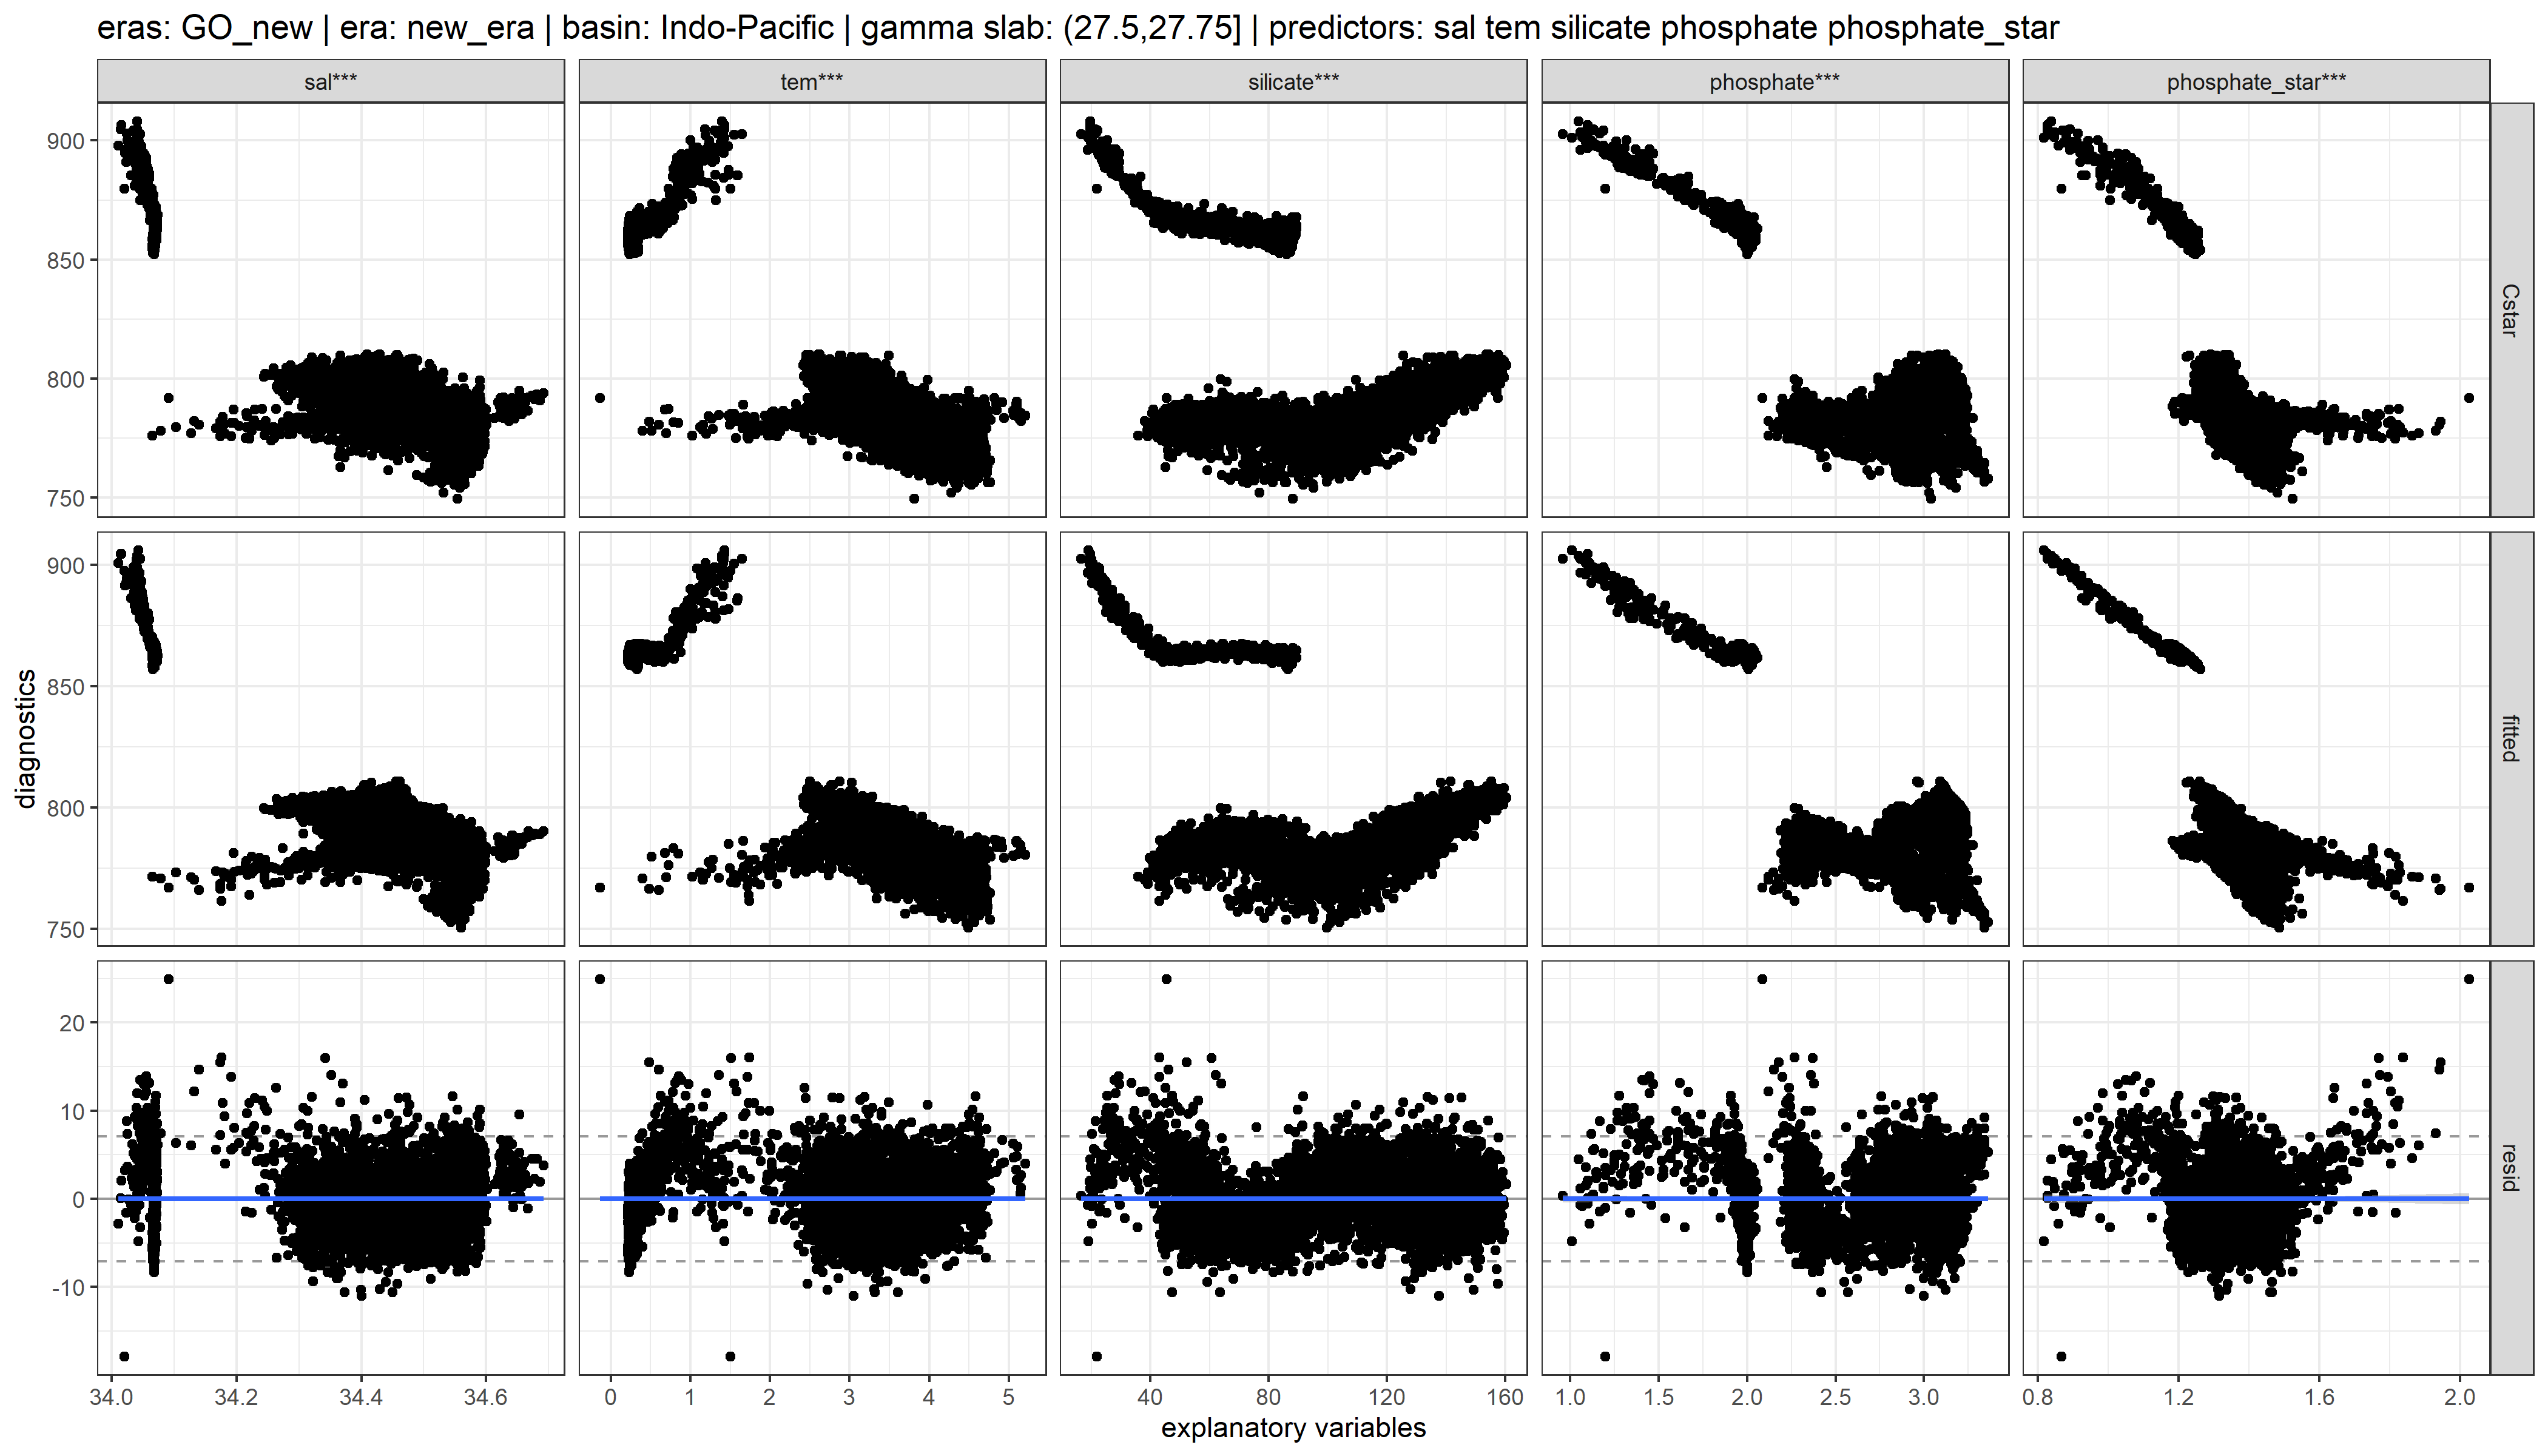 eras: GO_new | era: new_era | basin: Indo-Pacific | gamma slab: (27.5,27.75] | predictors: sal tem silicate phosphate phosphate_star
sal*** tem*** silicate*** phosphate*** phosphate_star***
900
850
800
750
Cstar
900
850
800
750
fitted
diagnostics
20
10
0
-10
resid
34.0 34.2 34.4 34.6 0 1 2 3 4 5 40 80 120 160 1.0 1.5 2.0 2.5 3.0 0.8 1.2 1.6 2.0
explanatory variables